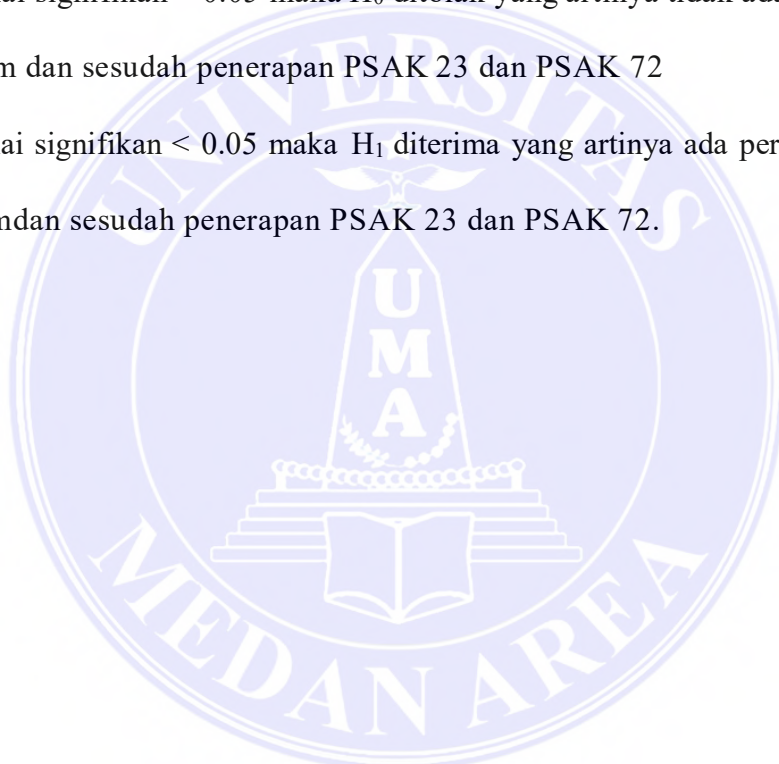 ai signifikan 0.05 maka H₀ ditolak yang artinya tidak ada
m dan sesudah penerapan PSAK 23 dan PSAK 72
ai signifikan < 0.05 maka H₁ diterima yang artinya ada per
mdan sesudah penerapan PSAK 23 dan PSAK 72.
UNIVERSITAS
U
M
A
MEDAN AREA